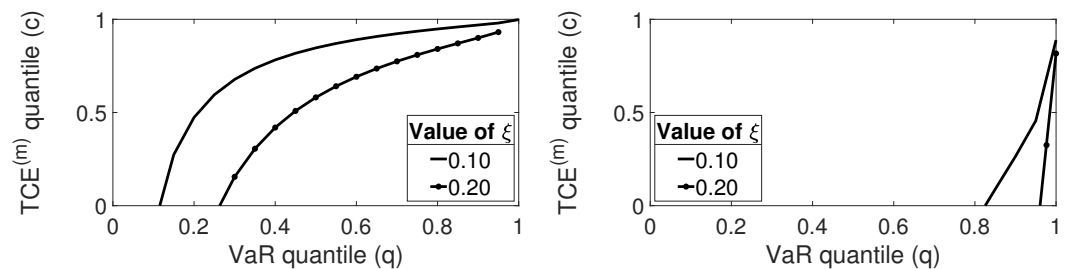 TCE(m) quantile (c)
1
0.5
0
0 0.2 0.4 0.6 0.8 1
VaR quantile (q)
Value of ξ
0.10
0.20
TCE(m) quantile (c)
1
0.5
0
0 0.2 0.4 0.6 0.8 1
VaR quantile (q)
Value of ξ
0.10
0.20